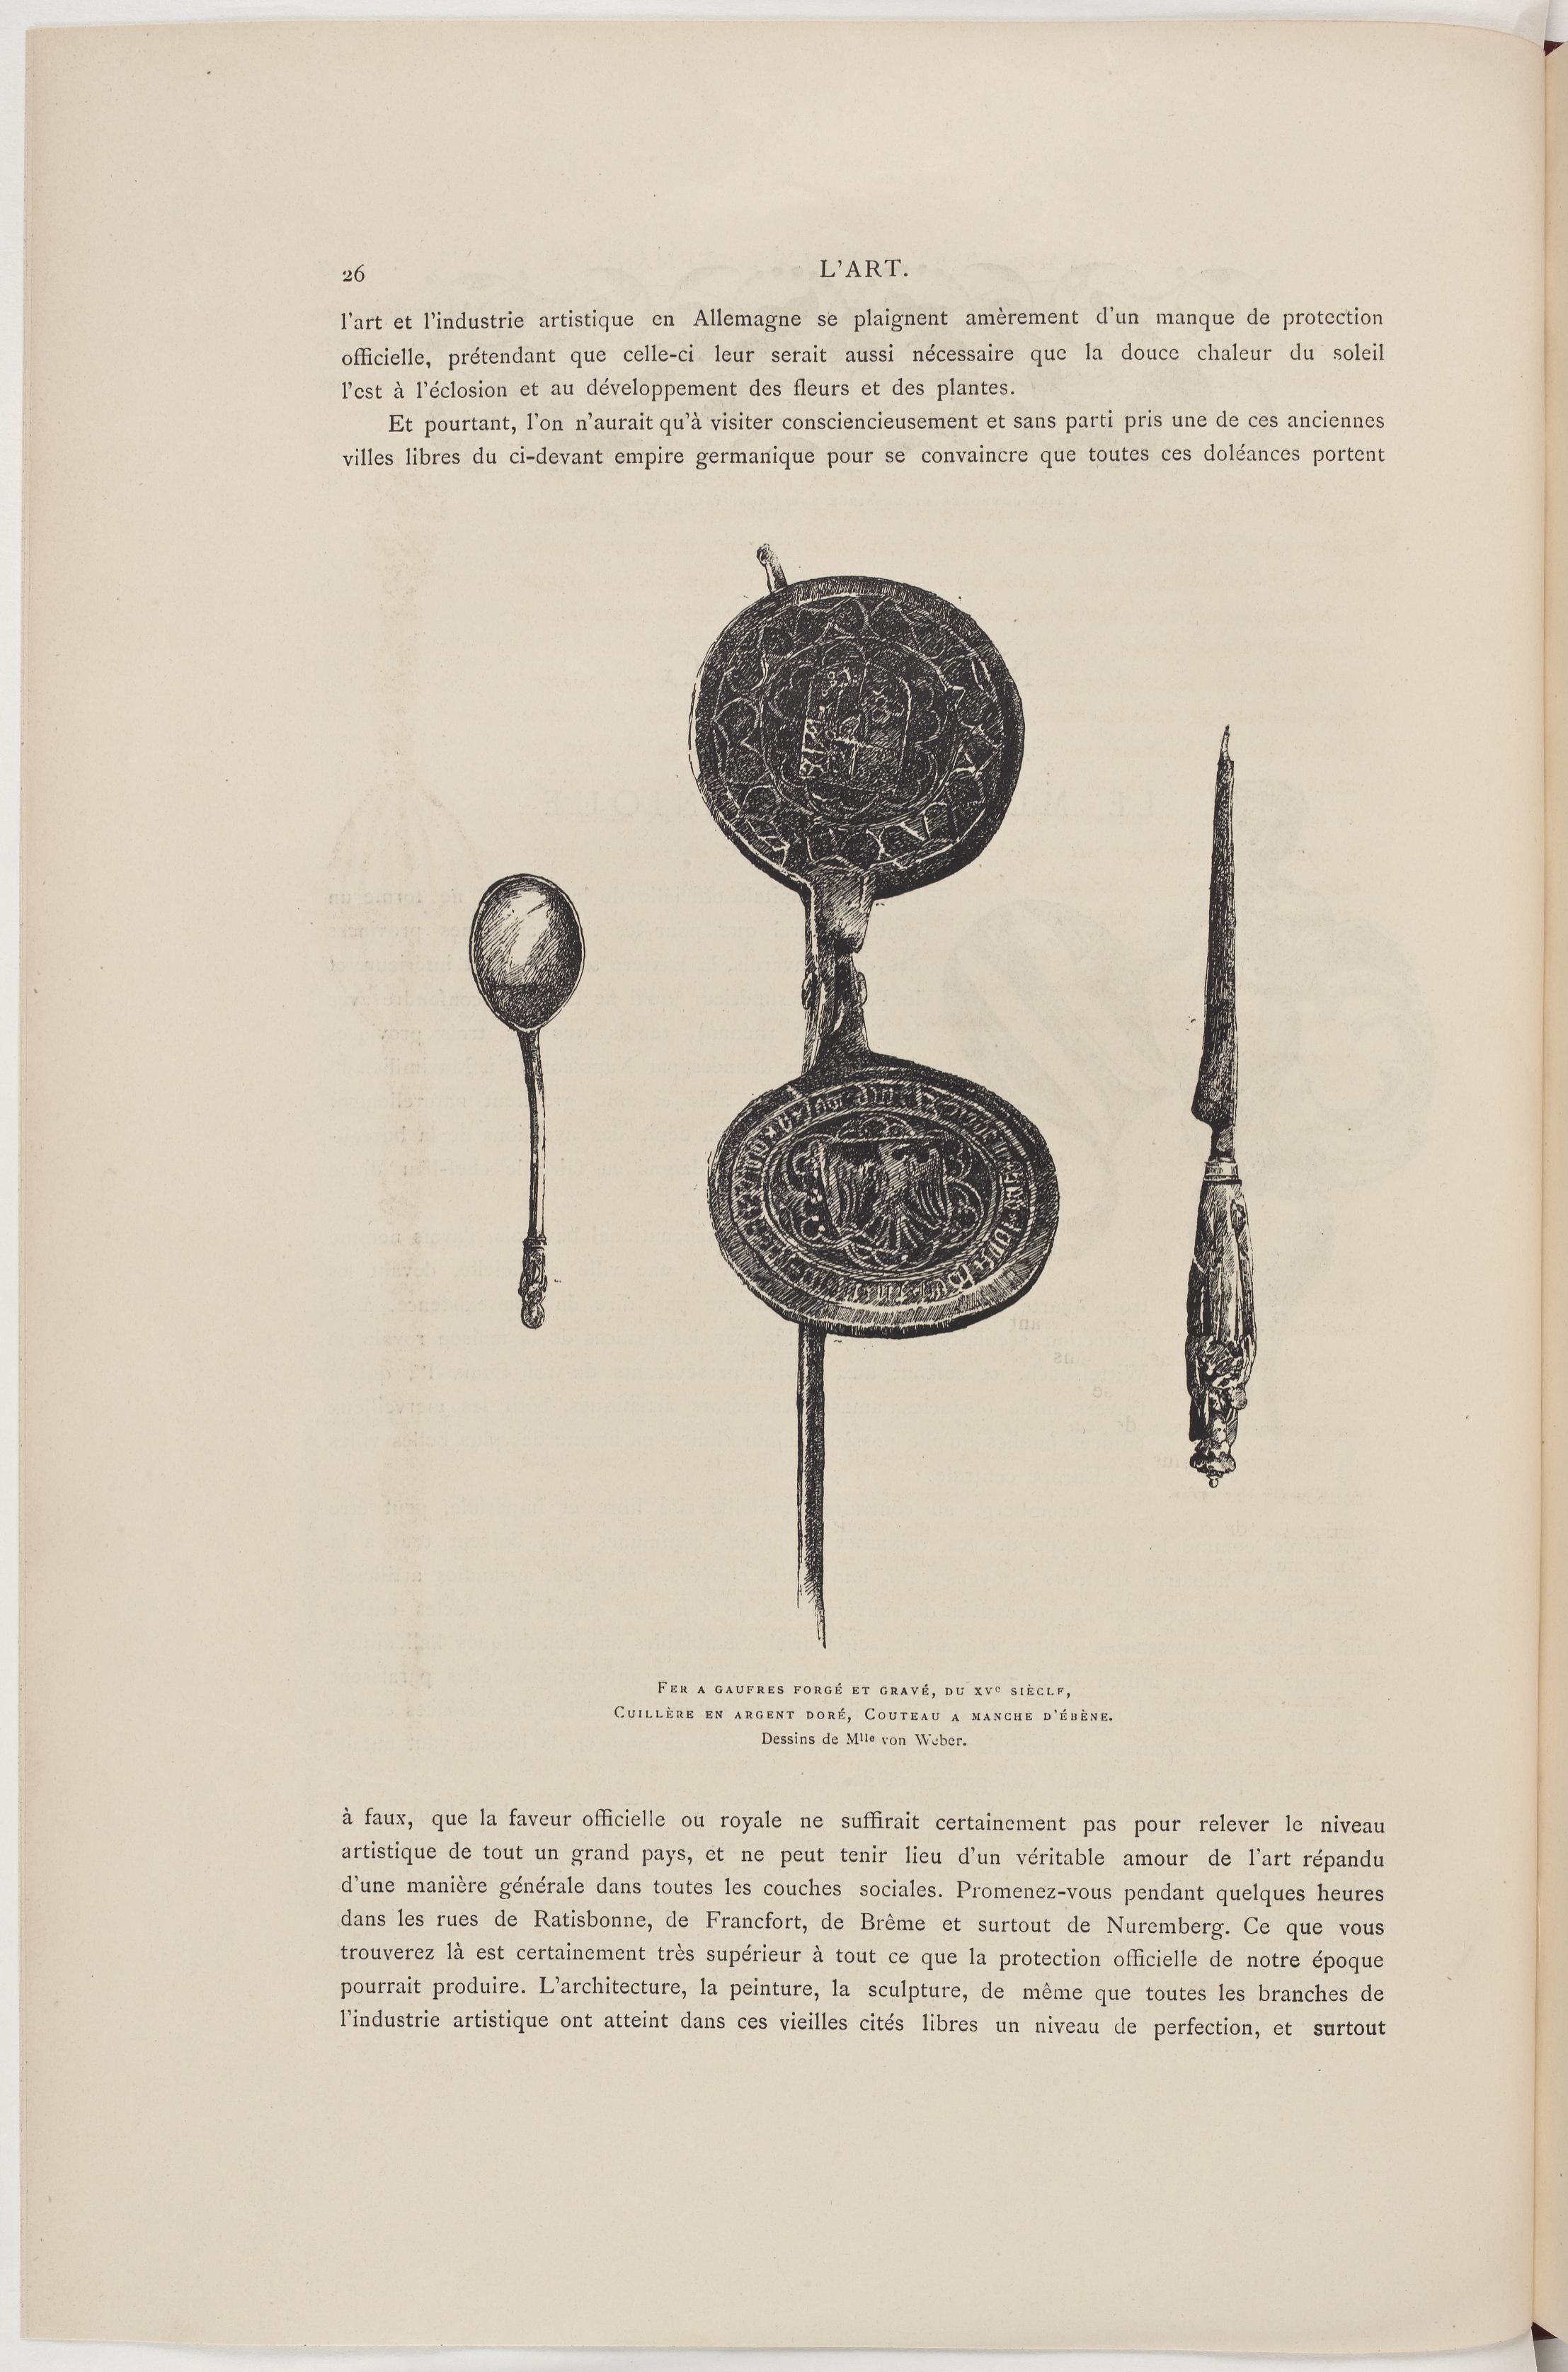 26
L'ART.
l'art et l'industrie artistique en Allemagne se plaignent amèrement d'un manque de protection
officielle, prétendant que celle-ci leur serait aussi nécessaire que la douce chaleur du soleil
l'est à l'éclosion et au développement des fleurs et des plantes.
Et pourtant, l'on n'aurait qu'à visiter consciencieusement et sans parti pris une de ces anciennes
villes libres du ci-devant empire germanique pour se convaincre que toutes ces doléances portent
FER A GAUFRES FORGÉ ET GRAVÉ, DU XVe SIÈCLE,
CUILLÈRE EN ARGENT DORÉ, COUTEAU A MANCHE D'ÉBÈNE.
Dessins de Mlle von Weber.
à faux, que la faveur officielle ou royale ne suffirait certainement pas pour relever le niveau
artistique de tout un grand pays, et ne peut tenir lieu d'un véritable amour de l'art répandu
d'une manière générale dans toutes les couches sociales. Promenez-vous pendant quelques heures
dans les rues de Ratisbonne, de Francfort, de Brême et surtout de Nuremberg. Ce que vous
trouverez là est certainement très supérieur à tout ce que la protection officielle de notre époque
pourrait produire. L'architecture, la peinture, la sculpture, de même que toutes les branches de
l'industrie artistique ont atteint dans ces vieilles cités libres un niveau de perfection, et surtout